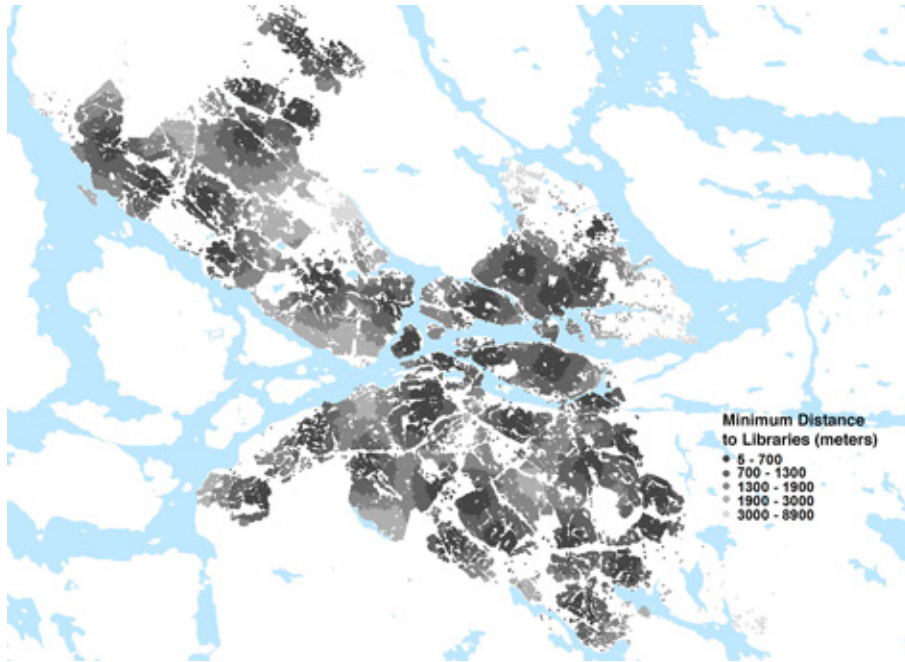 Minimum Distance
to Libraries (meters)
5 - 700
700 - 1300
1300 - 1900
1900 - 3000
3000 - 8900